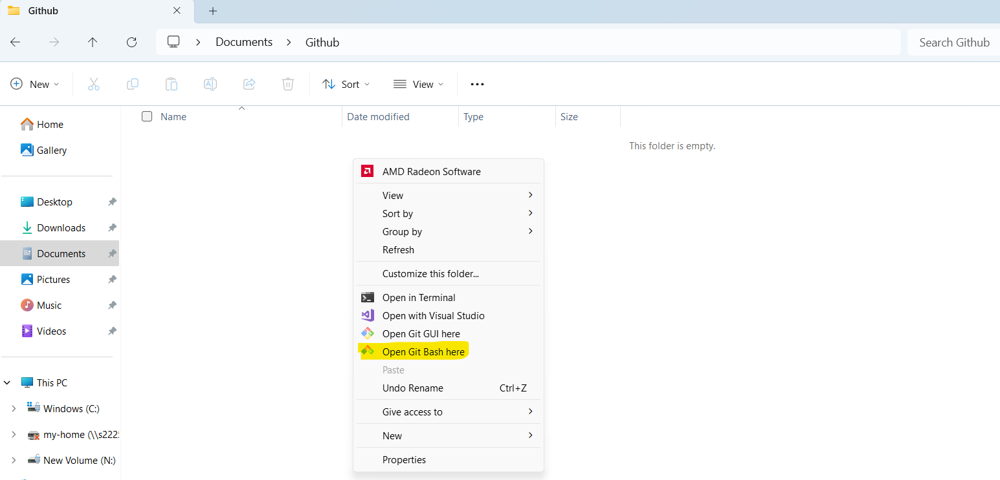 Github
Documents > Github
Search Github
New
Sort
View
Name
Date modified
Type
Size
This folder is empty.
Home
Gallery
Desktop
Downloads
Documents
Pictures
Music
Videos
This PC
Windows (C:)
my-home (\\s222
New Volume (N:)
AMD Radeon Software
View
Sort by
Group by
Refresh
Customize this folder...
Open in Terminal
Open with Visual Studio
Open Git GUI here
Open Git Bash here
Paste
Undo Rename Ctrl+Z
Give access to
New
Properties